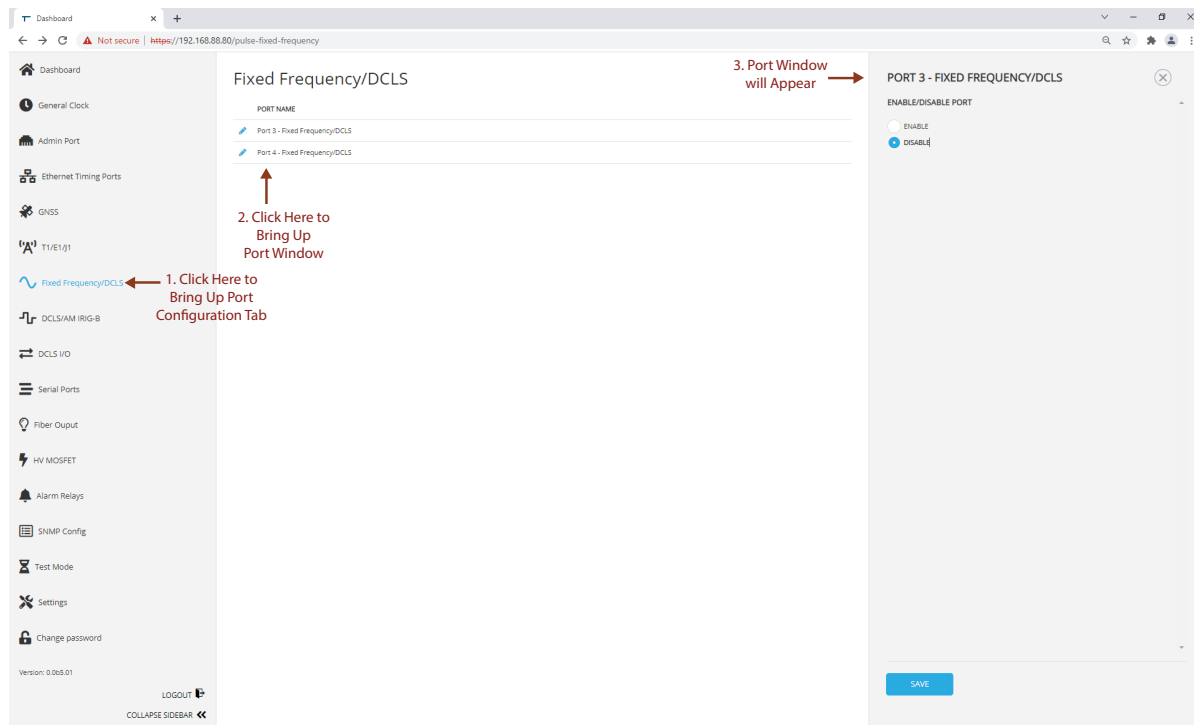 Dashboard
Not secure | https://192.168.88.80/pulse-fixed-frequency
Dashboard
General Clock
Admin Port
Ethernet Timing Ports
GNSS
T1/E1/J1
Fixed Frequency/DCLS
DCLS/AM IRIG-B
DCLS I/O
Serial Ports
Fiber Ouput
HV MOSFET
Alarm Relays
SNMP Config
Test Mode
Settings
Change password
Version: 0.0b5.01
LOGOUT
COLLAPSE SIDEBAR
Fixed Frequency/DCLS
PORT NAME
Port 3 - Fixed Frequency/DCLS
Port 4 - Fixed Frequency/DCLS
1. Click Here to
Bring Up Port
Configuration Tab
2. Click Here to
Bring Up
Port Window
3. Port Window
will Appear
PORT 3 - FIXED FREQUENCY/DCLS
ENABLE/DISABLE PORT
ENABLE
DISABLE
SAVE